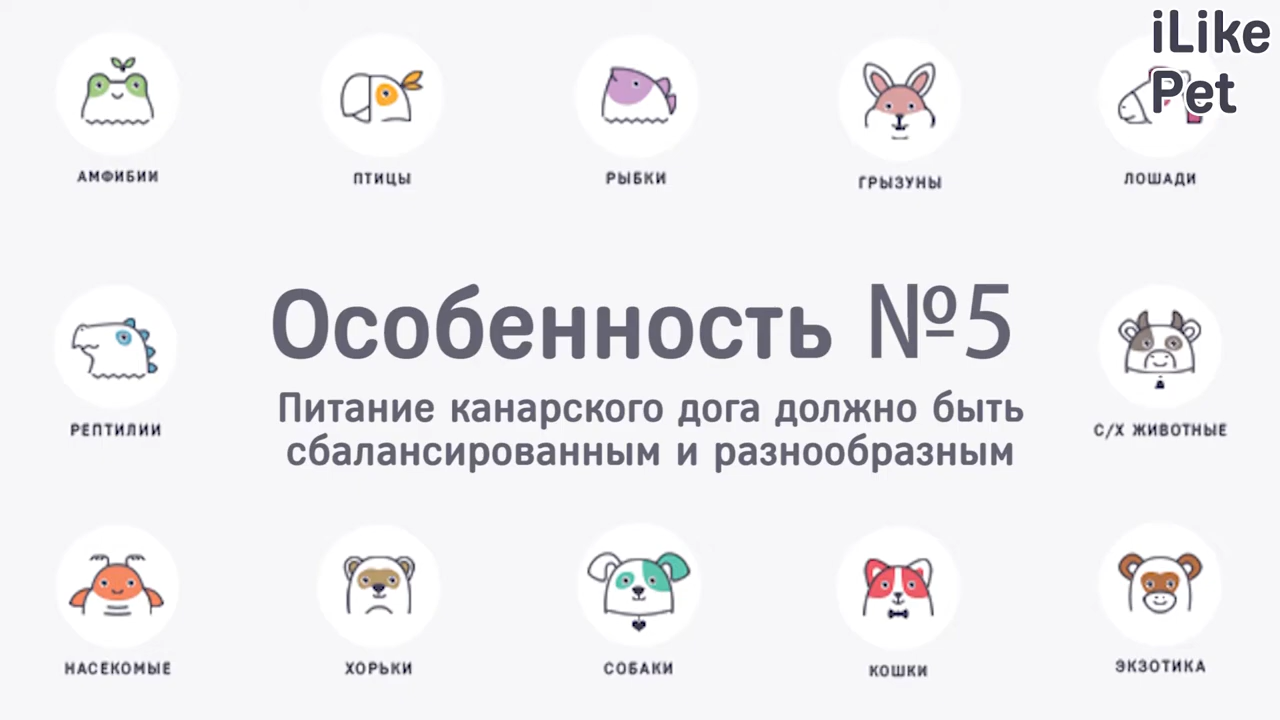 iLike
Pet
АМФИБИИ
ПТИЦЫ
РЫБКИ
ГРЫЗУНЫ
ЛОШАДИ
Особенность №5
Питание канарского дога должно быть
сбалансированным и разнообразным
РЕПТИЛИИ
С/Х ЖИВОТНЫЕ
НАСЕКОМЫЕ
ХОРЬКИ
СОБАКИ
КОШКИ
ЭКЗОТИКА